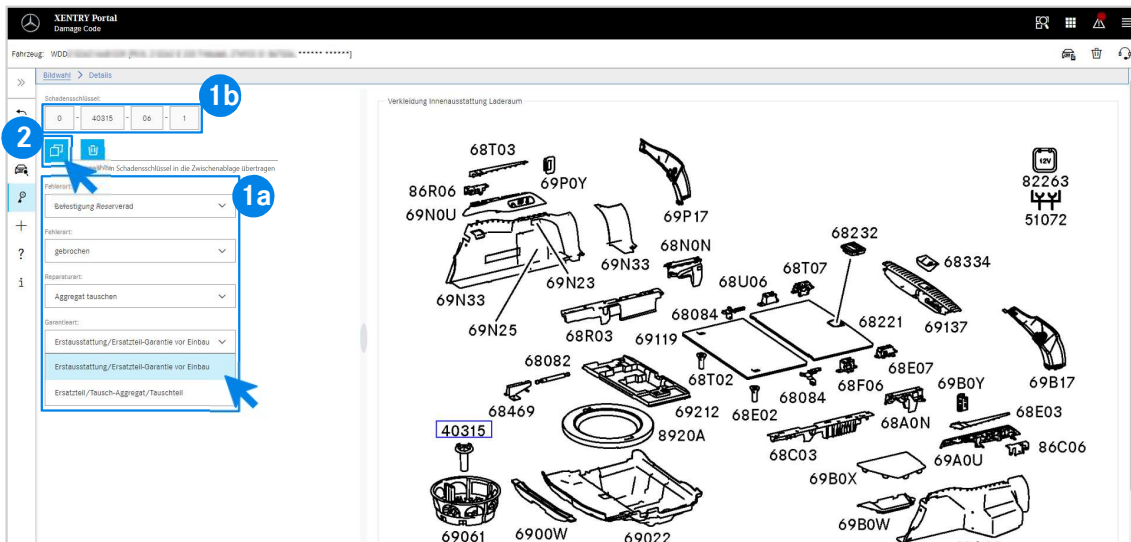 XENTRY Portal
Damage Code
Fahrzeug: WDD ****** ******]
Bildwahl > Details
Schadensschlüssel:
0 - 40315 - 06 - 1
1b
2
Schadensschlüssel in die Zwischenablage übertragen
1a
Fehlerort:
Befestigung Reserverad
Fehlerart:
gebrochen
Reparaturart:
Aggregat tauschen
Garantieart:
Erstausstattung/Ersatzteil-Garantie vor Einbau
Erstausstattung/Ersatzteil-Garantie vor Einbau
Ersatzteil/Tausch-Aggregat/Tauschteil
?
i
Verkleidung Innenausstattung Laderaum
68T03
69P0Y
86R06
69N0U
69P17
12V
82263
51072
68232
68N0N
69N33
69N23
68U06
68T07
68334
69N33
69N25
68R03
68084
69119
68221
69137
68082
68T02
68F06
68E07
69B0Y
69B17
68469
69212
68E02
68084
68A0N
68E03
40315
8920A
68C03
69A0U
86C06
69B0X
69B0W
69061
6900W
69022